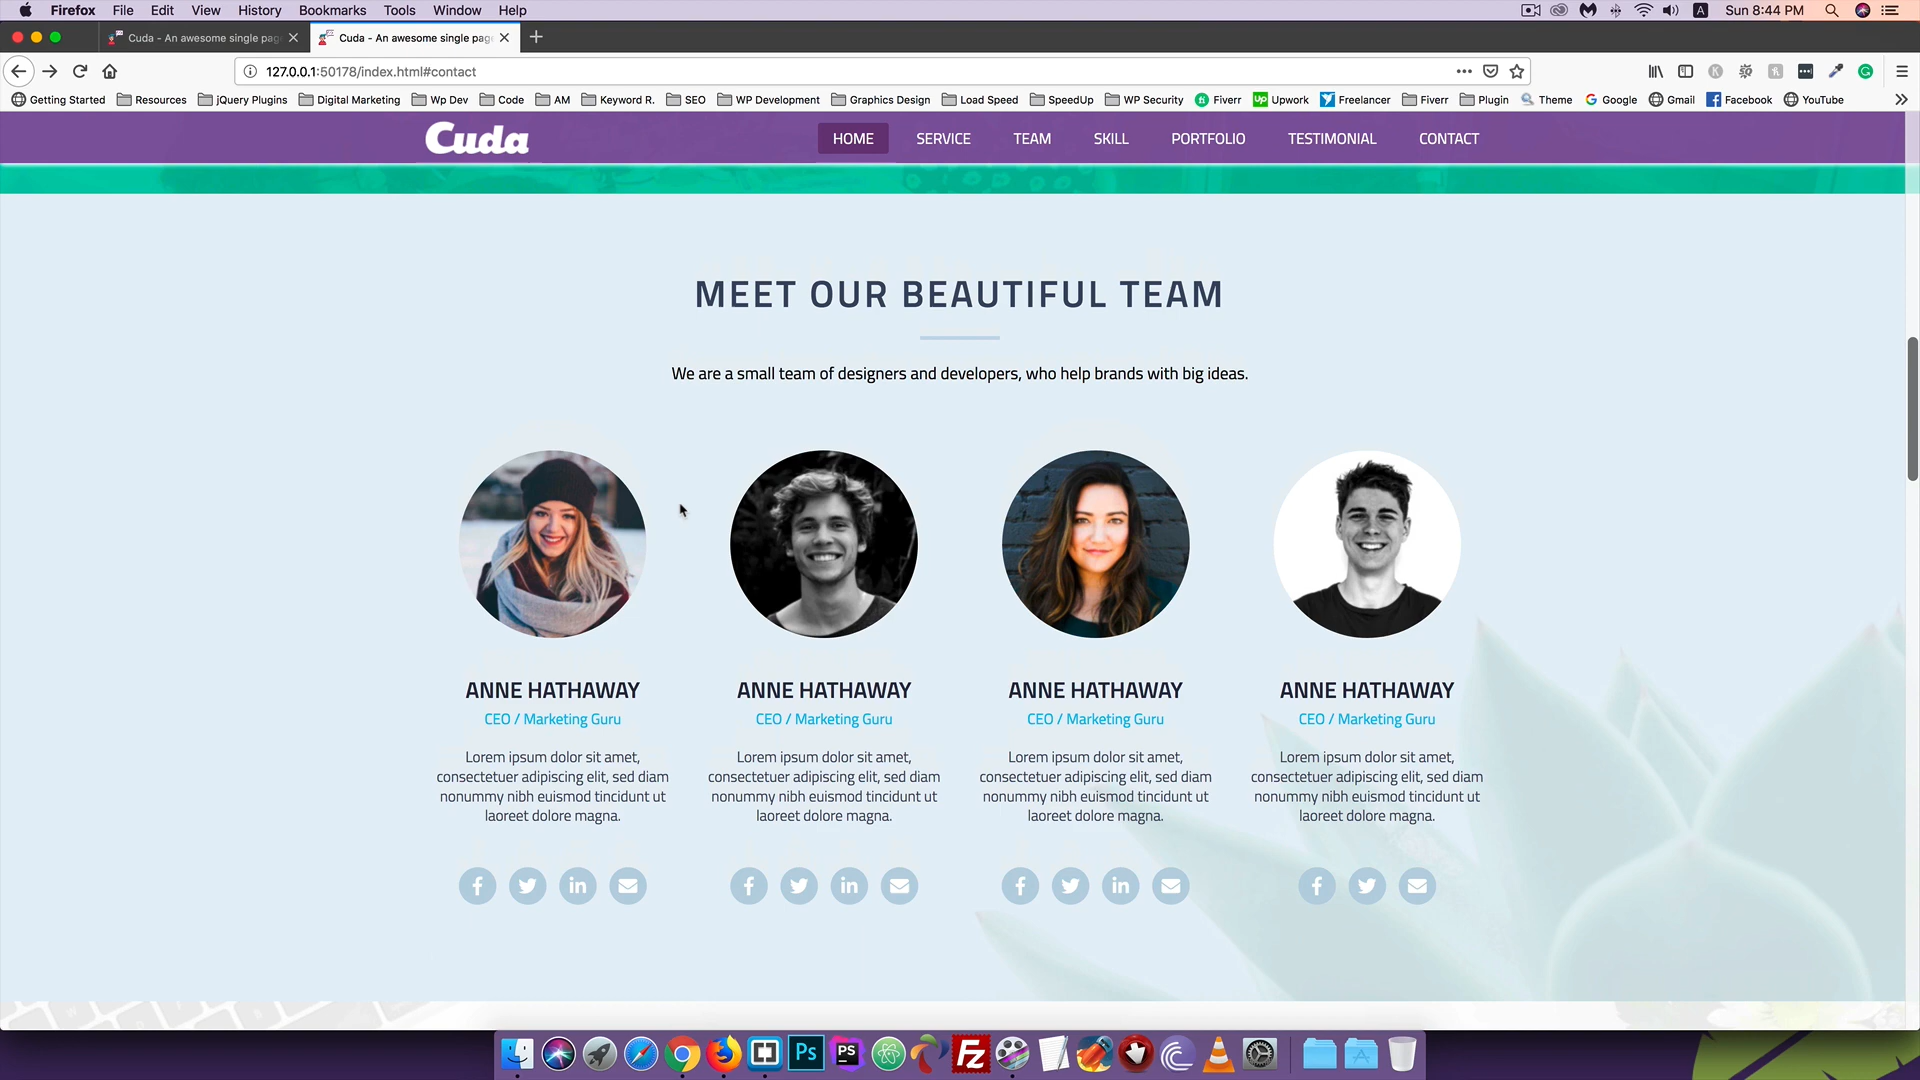 Firefox File Edit View History Bookmarks Tools Window Help A Sun 8:44 PM
Cuda - An awesome single pag Cuda - An awesome single pag
127.0.0.1:50178/index.html#contact
Getting Started Resources jQuery Plugins Digital Marketing Wp Dev Code AM Keyword R. SEO WP Development Graphics Design Load Speed SpeedUp WP Security Fiverr Upwork Freelancer Fiverr Plugin Theme Google Gmail Facebook YouTube
Cuda HOME SERVICE TEAM SKILL PORTFOLIO TESTIMONIAL CONTACT
MEET OUR BEAUTIFUL TEAM
We are a small team of designers and developers, who help brands with big ideas.
ANNE HATHAWAY ANNE HATHAWAY ANNE HATHAWAY ANNE HATHAWAY
CEO / Marketing Guru CEO / Marketing Guru CEO / Marketing Guru CEO / Marketing Guru
Lorem ipsum dolor sit amet, Lorem ipsum dolor sit amet, Lorem ipsum dolor sit amet, Lorem ipsum dolor sit amet,
consectetuer adipiscing elit, sed diam consectetuer adipiscing elit, sed diam consectetuer adipiscing elit, sed diam consectetuer adipiscing elit, sed diam
nonummy nibh euismod tincidunt ut nonummy nibh euismod tincidunt ut nonummy nibh euismod tincidunt ut nonummy nibh euismod tincidunt ut
laoreet dolore magna. laoreet dolore magna. laoreet dolore magna. laoreet dolore magna.
Ps PS FZ